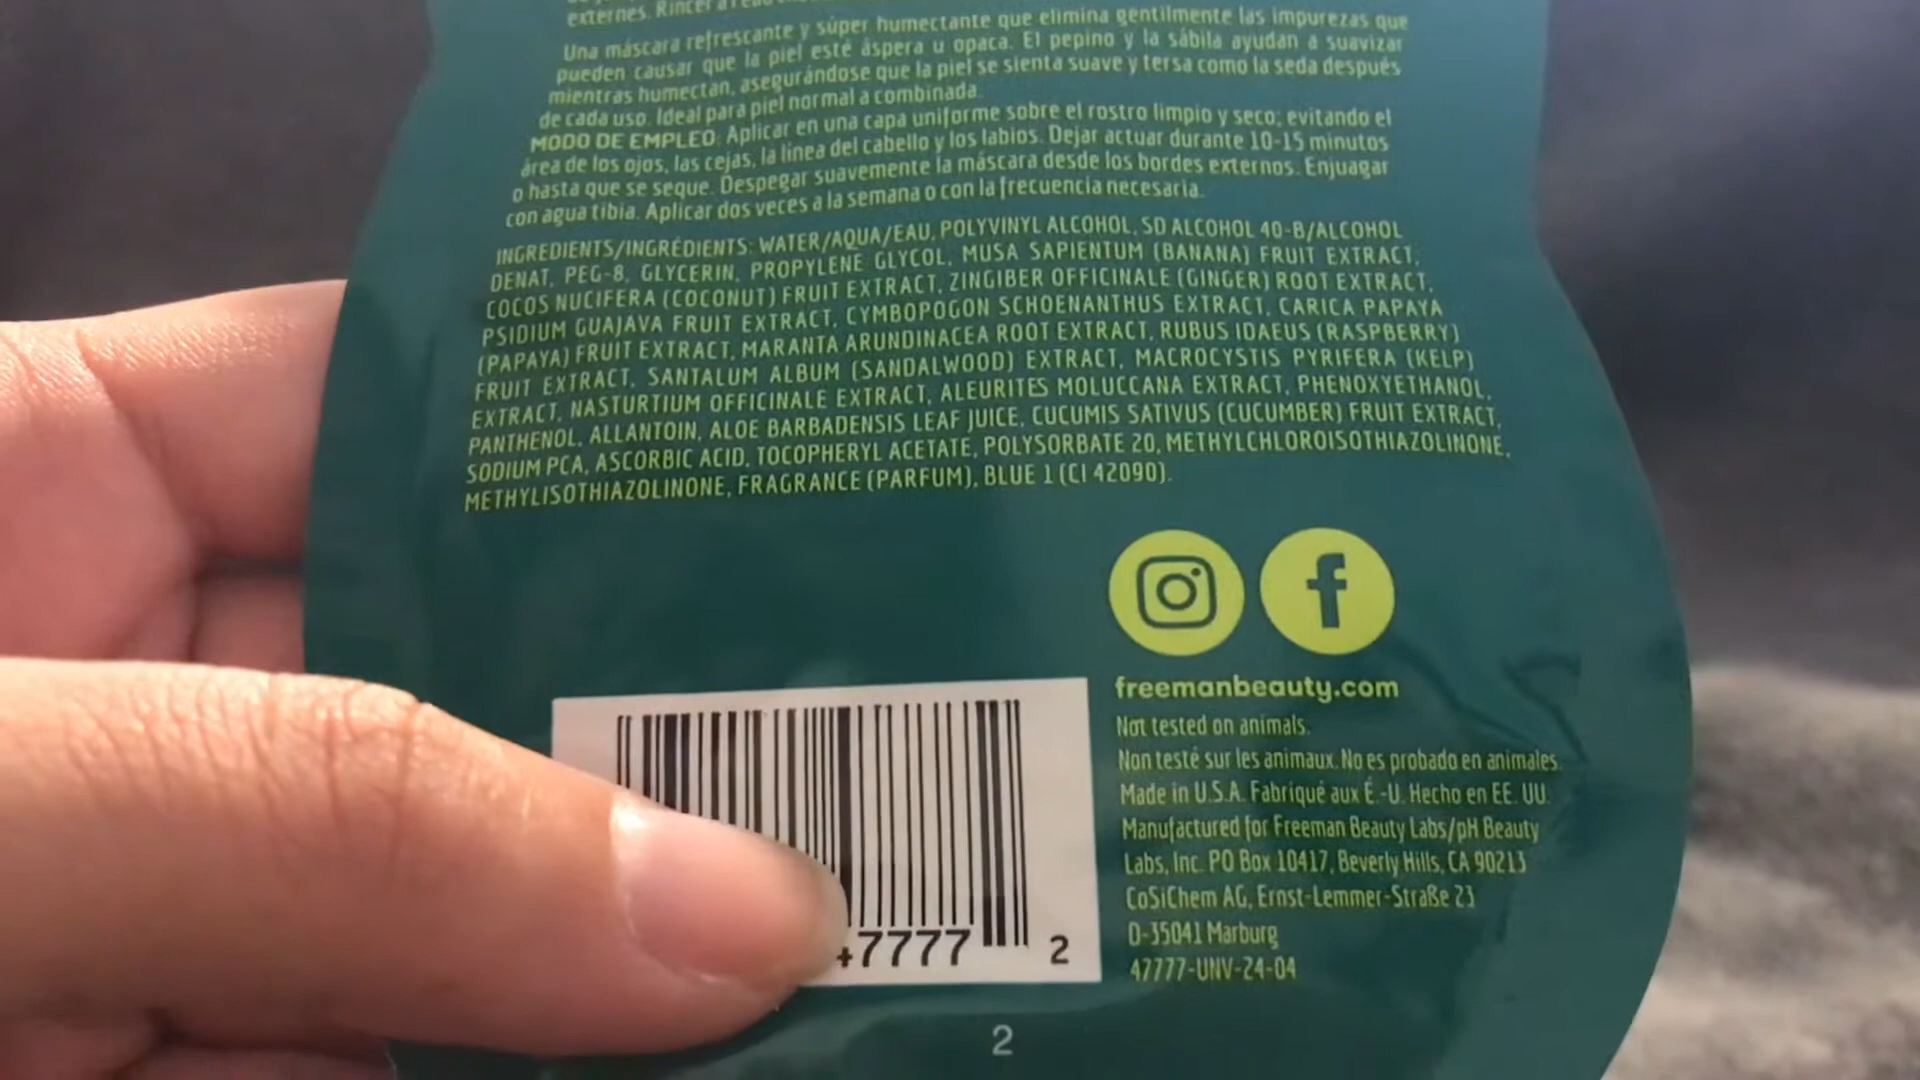 externes. Rincer à l'eau
Una máscara refrescante y súper humectante que elimina gentilmente las impurezas que
pueden causar que la piel esté áspera u opaca. El pepino y la sábila ayudan a suavizar
mientras humectan, asegurándose que la piel se sienta suave y tersa como la seda después
de cada uso. Ideal para piel normal a combinada.
MODO DE EMPLEO: Aplicar en una capa uniforme sobre el rostro limpio y seco; evitando el
área de los ojos, las cejas, la línea del cabello y los labios. Dejar actuar durante 10-15 minutos
o hasta que se seque. Despegar suavemente la máscara desde los bordes externos. Enjuagar
con agua tibia. Aplicar dos veces a la semana o con la frecuencia necesaria.
INGREDIENTS/INGRÉDIENTS: WATER/AQUA/EAU, POLYVINYL ALCOHOL, SD ALCOHOL 40-B/ALCOHOL
DENAT, PEG-8, GLYCERIN, PROPYLENE GLYCOL, MUSA SAPIENTUM (BANANA) FRUIT EXTRACT,
COCOS NUCIFERA (COCONUT) FRUIT EXTRACT, ZINGIBER OFFICINALE (GINGER) ROOT EXTRACT,
PSIDIUM GUAJAVA FRUIT EXTRACT, CYMBOPOGON SCHOENANTHUS EXTRACT, CARICA PAPAYA
(PAPAYA) FRUIT EXTRACT, MARANTA ARUNDINACEA ROOT EXTRACT, RUBUS IDAEUS (RASPBERRY)
FRUIT EXTRACT, SANTALUM ALBUM (SANDALWOOD) EXTRACT, MACROCYSTIS PYRIFERA (KELP)
EXTRACT, NASTURTIUM OFFICINALE EXTRACT, ALEURITES MOLUCCANA EXTRACT, PHENOXYETHANOL,
PANTHENOL, ALLANTOIN, ALOE BARBADENSIS LEAF JUICE, CUCUMIS SATIVUS (CUCUMBER) FRUIT EXTRACT,
SODIUM PCA, ASCORBIC ACID, TOCOPHERYL ACETATE, POLYSORBATE 20, METHYLCHLOROISOTHIAZOLINONE,
METHYLISOTHIAZOLINONE, FRAGRANCE (PARFUM), BLUE 1 (CI 42090).
freemanbeauty.com
Not tested on animals.
Non testé sur les animaux. No es probado en animales.
Made in U.S.A. Fabriqué aux É.-U. Hecho en EE. UU.
Manufactured for Freeman Beauty Labs/pH Beauty
Labs, Inc. PO Box 10417, Beverly Hills, CA 90213
CoSiChem AG, Ernst-Lemmer-Straße 23
D-35041 Marburg
47777-UNV-24-04
47777 2
2